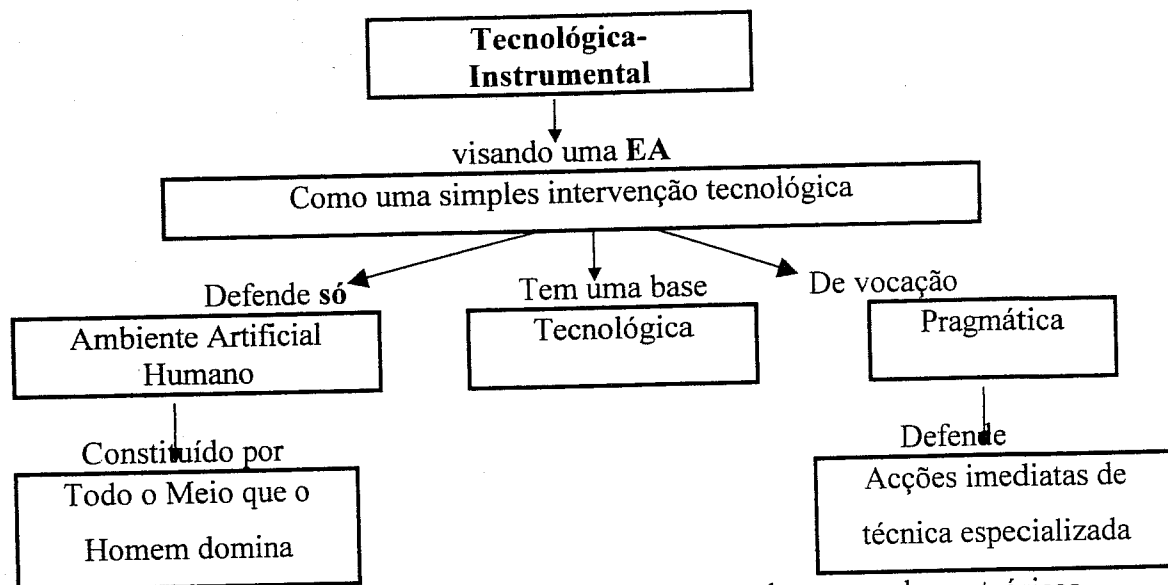 Tecnológica-
Instrumental
visando uma EA
Como uma simples intervenção tecnológica
Defende só
Tem uma base
De vocação
Ambiente Artificial
Humano
Tecnológica
Pragmática
Constituído por
Defende
Todo o Meio que o
Homem domina
Acções imediatas de
técnica especializada